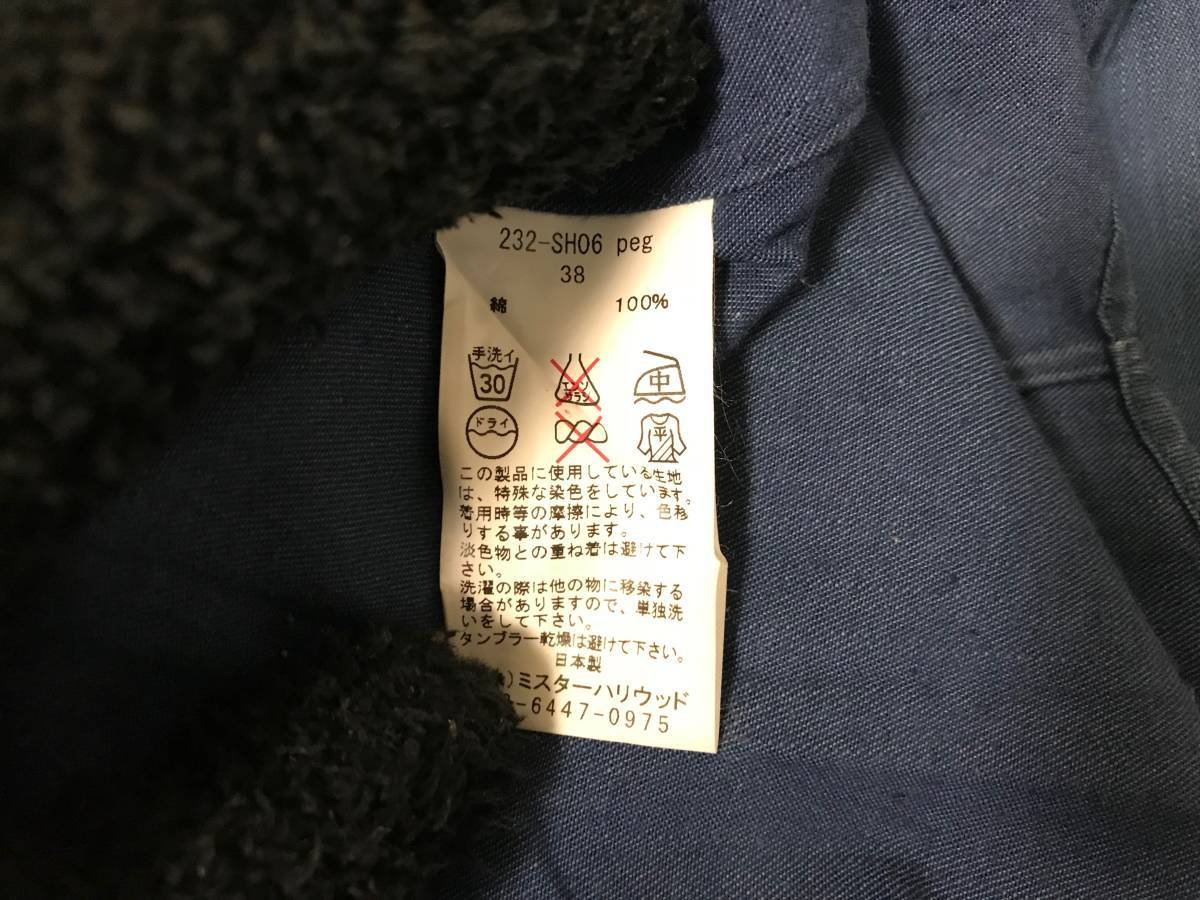 232-SH06 peg
38
綿 100%
手洗イ
30
エンソ
サラシ
中
ドライ
平
この製品に使用している生地
は、特殊な染色をしています。
着用時等の摩擦により、色移
りする事があります。
淡色物との重ね着は避けて下
さい。
洗濯の際は他の物に移染する
場合がありますので、単独洗
いをして下さい。
タンブラー乾燥は避けて下さい。
日本製
)ミスターハリウッド
-6447-0975